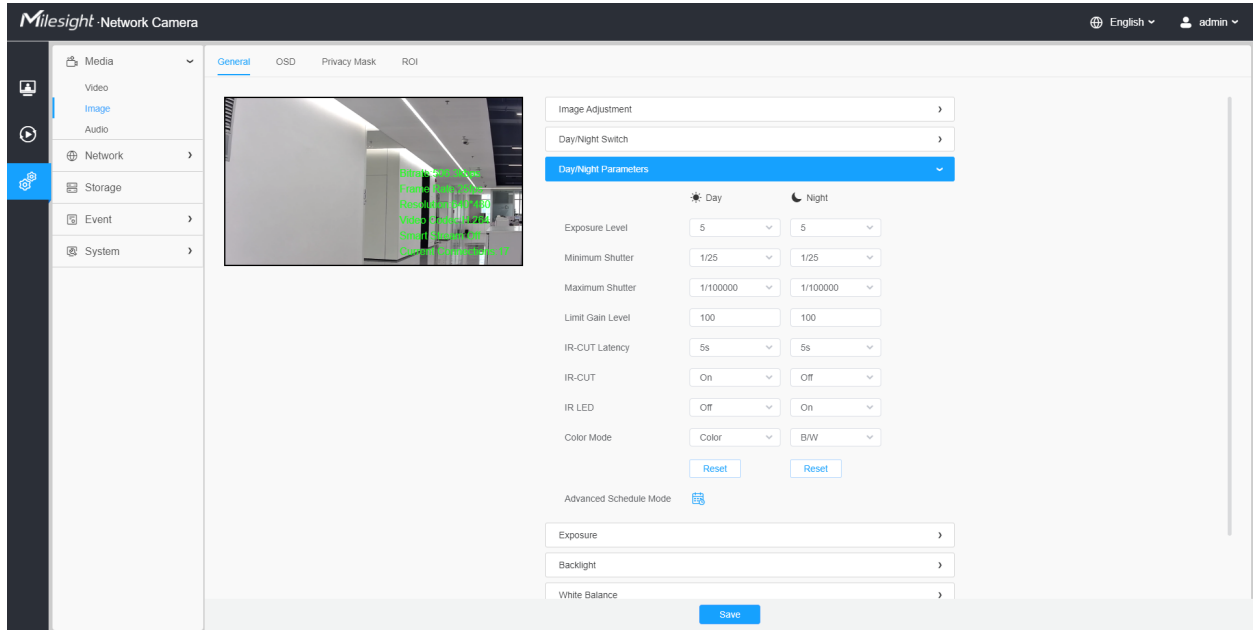 Milesight · Network Camera
English
admin
Media
Video
Image
Audio
Network
Storage
Event
System
General OSD Privacy Mask ROI
Image Adjustment
Day/Night Switch
Day/Night Parameters
Day Night
Exposure Level 5 5
Minimum Shutter 1/25 1/25
Maximum Shutter 1/100000 1/100000
Limit Gain Level 100 100
IR-CUT Latency 5s 5s
IR-CUT On Off
IR LED Off On
Color Mode Color B/W
Reset Reset
Advanced Schedule Mode
Exposure
Backlight
White Balance
Save